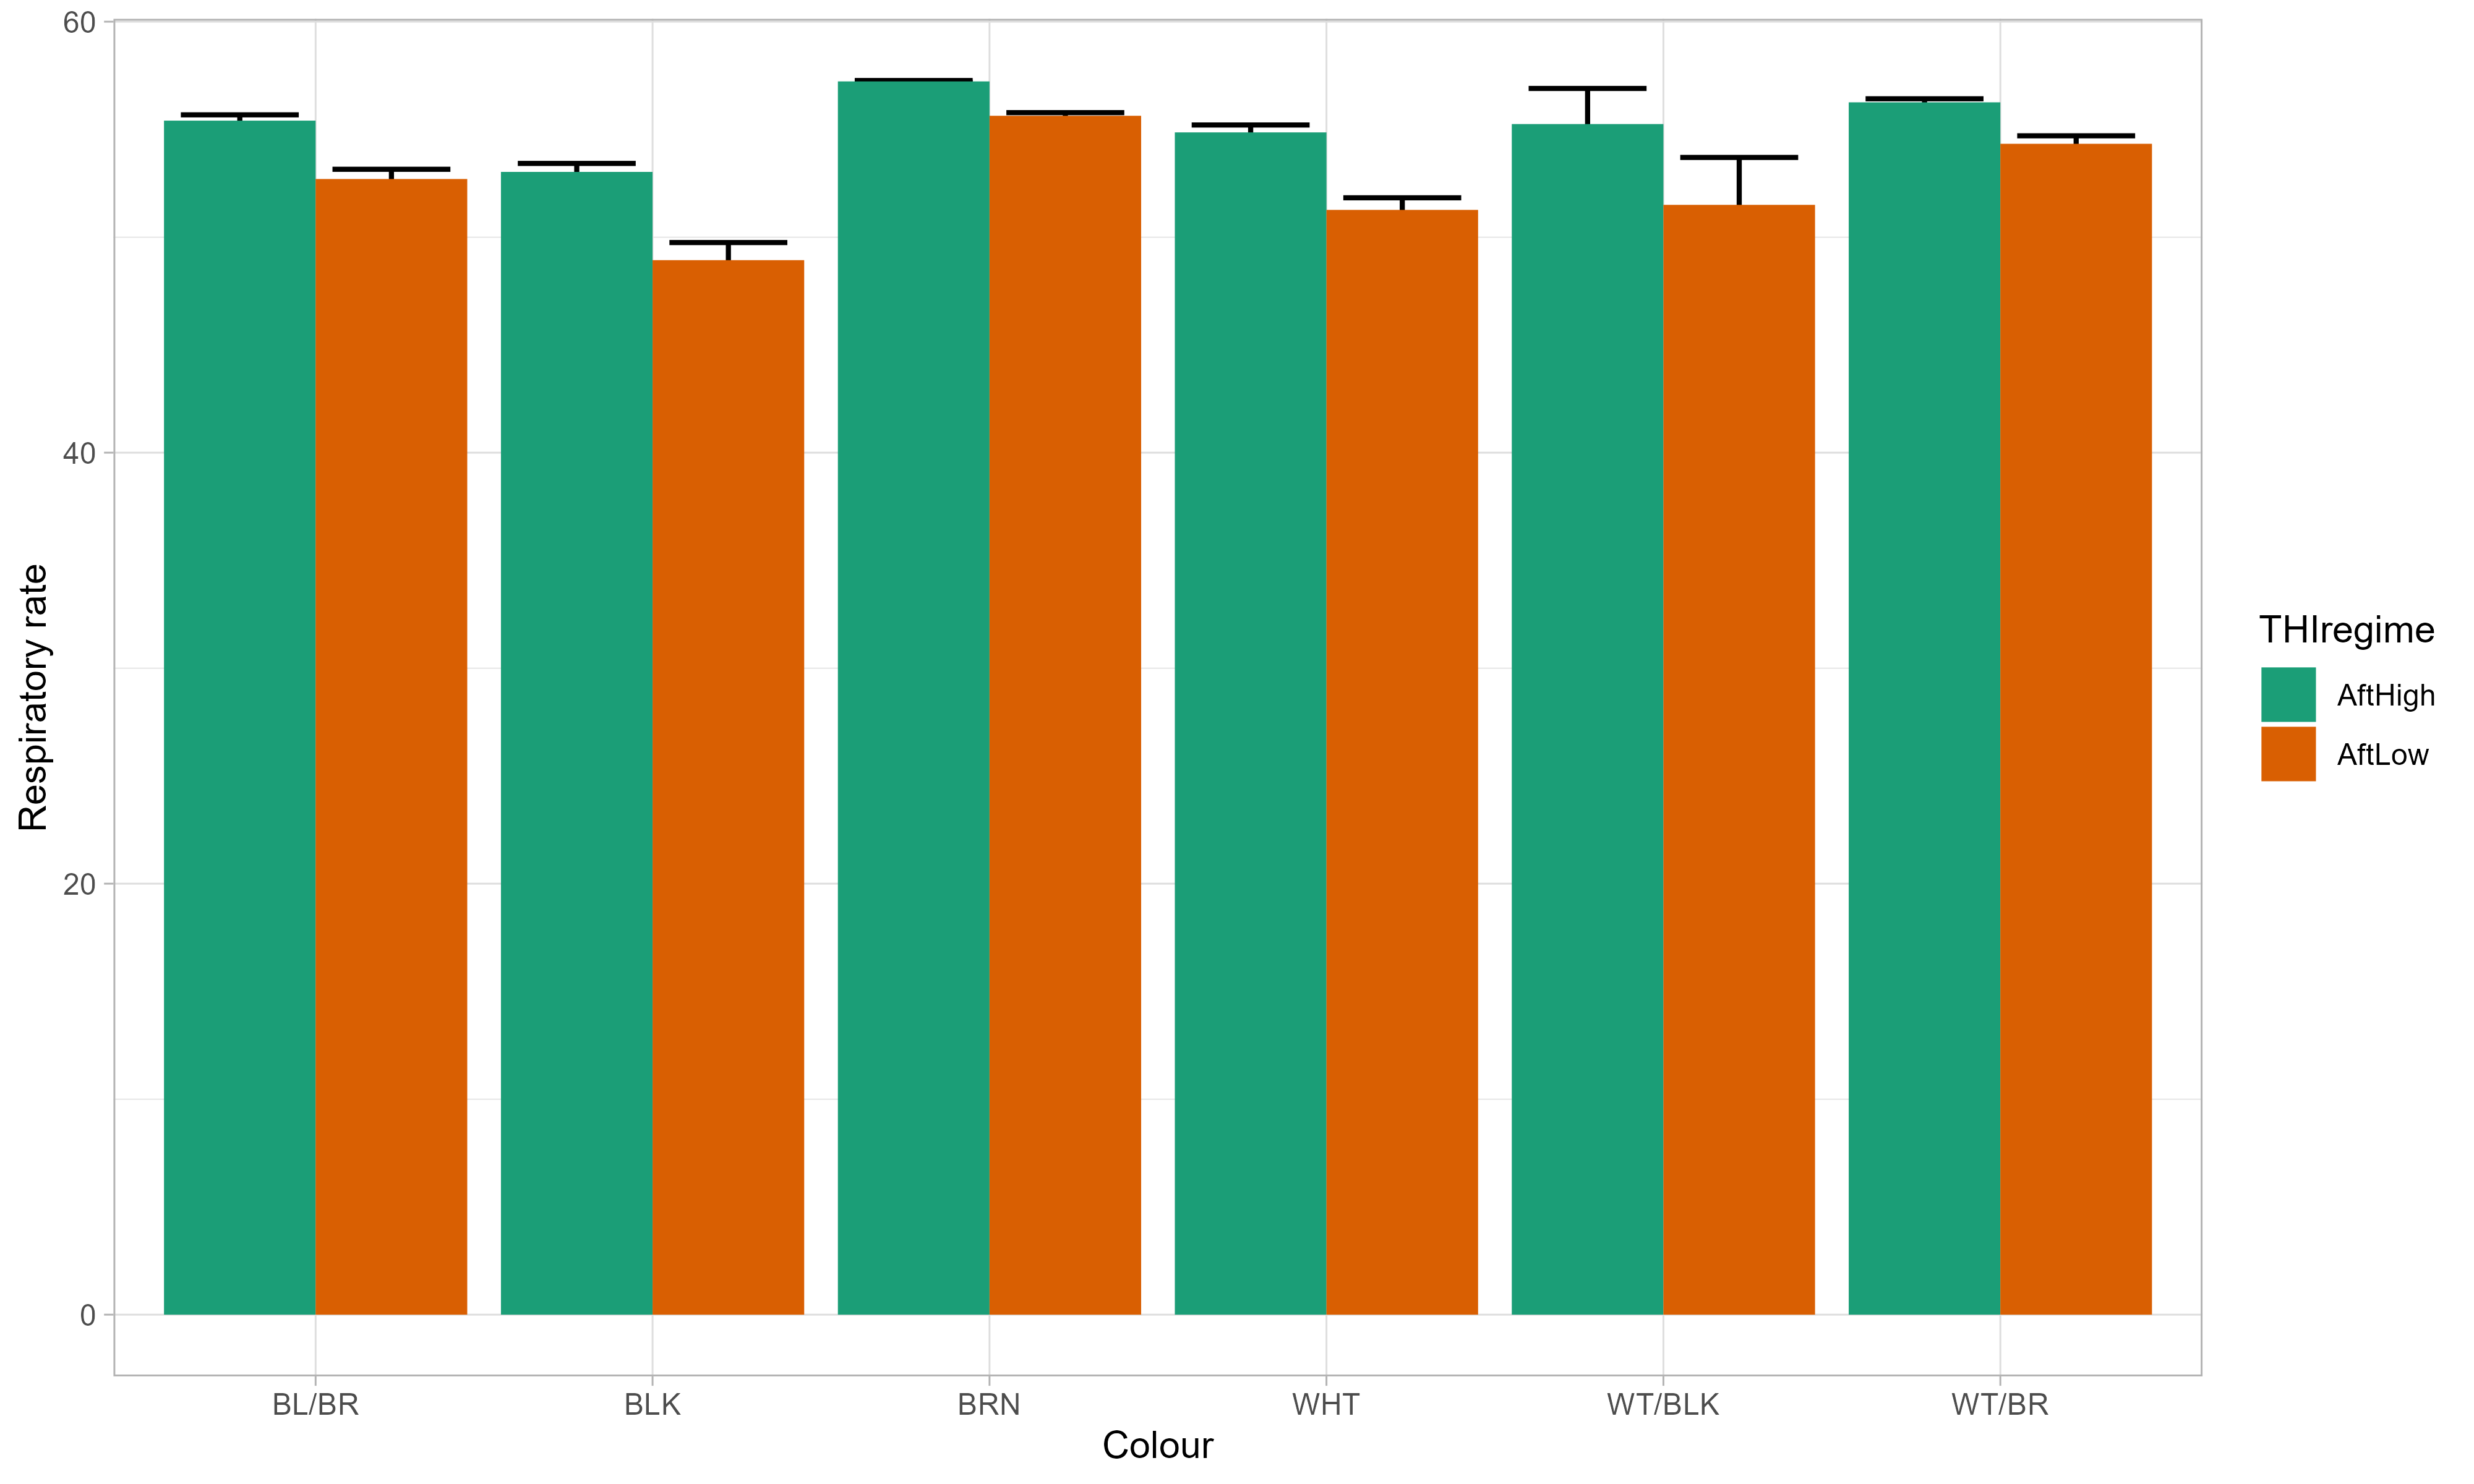 60
40
20
0
Respiratory rate
BL/BR
BLK
BRN
WHT
WT/BLK
WT/BR
Colour
THIregime
AftHigh
AftLow